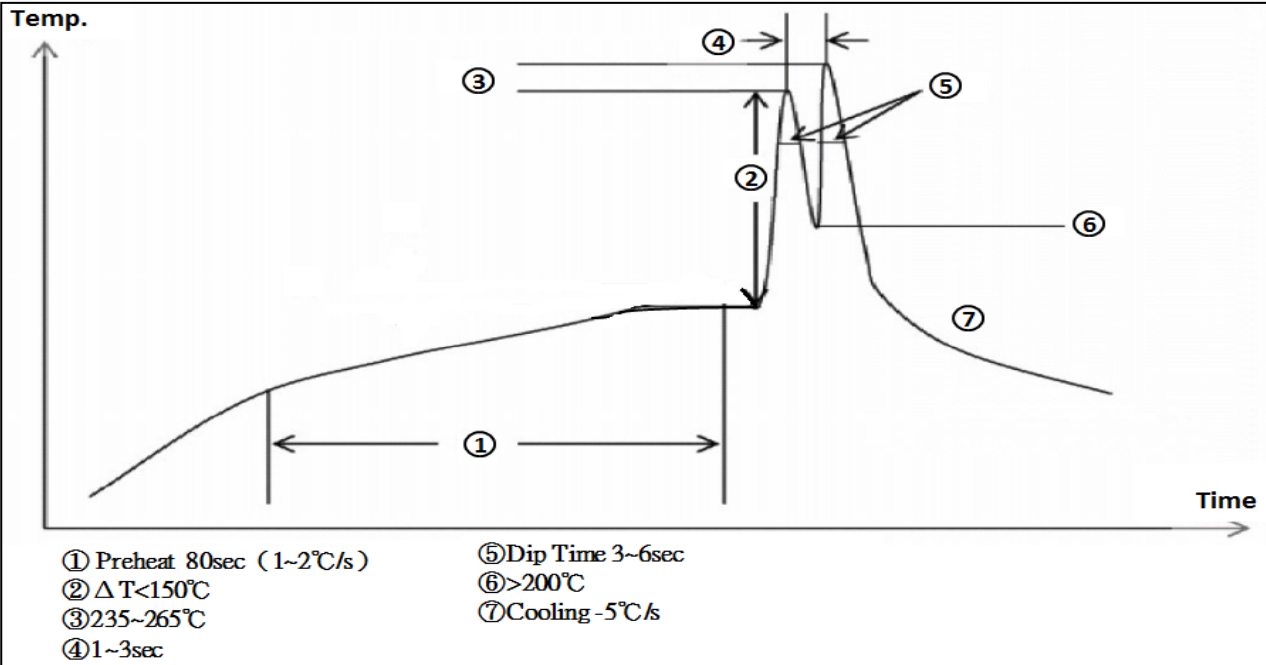 Temp.
④
③
⑤
②
⑥
⑦
①
Time
① Preheat 80sec（1~2℃/s）
② ΔT<150℃
③235~265℃
④1~3sec
⑤Dip Time 3~6sec
⑥>200℃
⑦Cooling -5℃/s